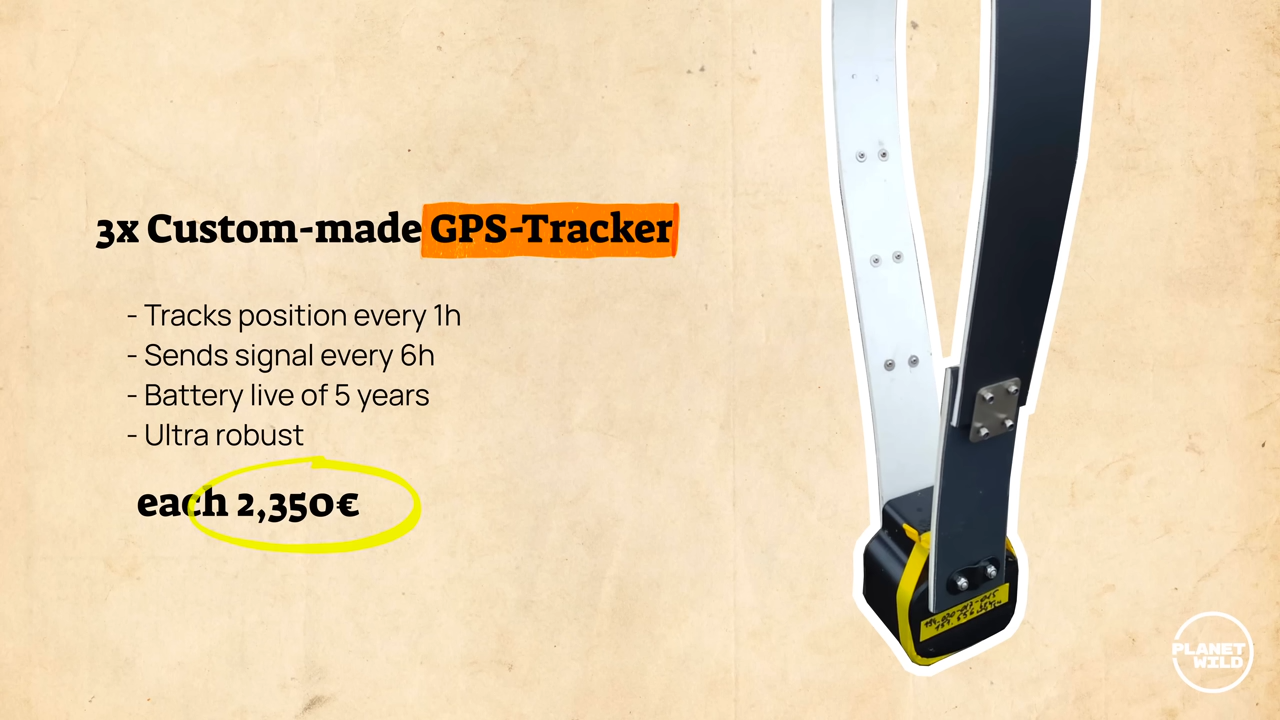 3x Custom-made GPS-Tracker
- Tracks position every 1h
- Sends signal every 6h
- Battery live of 5 years
- Ultra robust
each 2,350€
PLANET
WILD